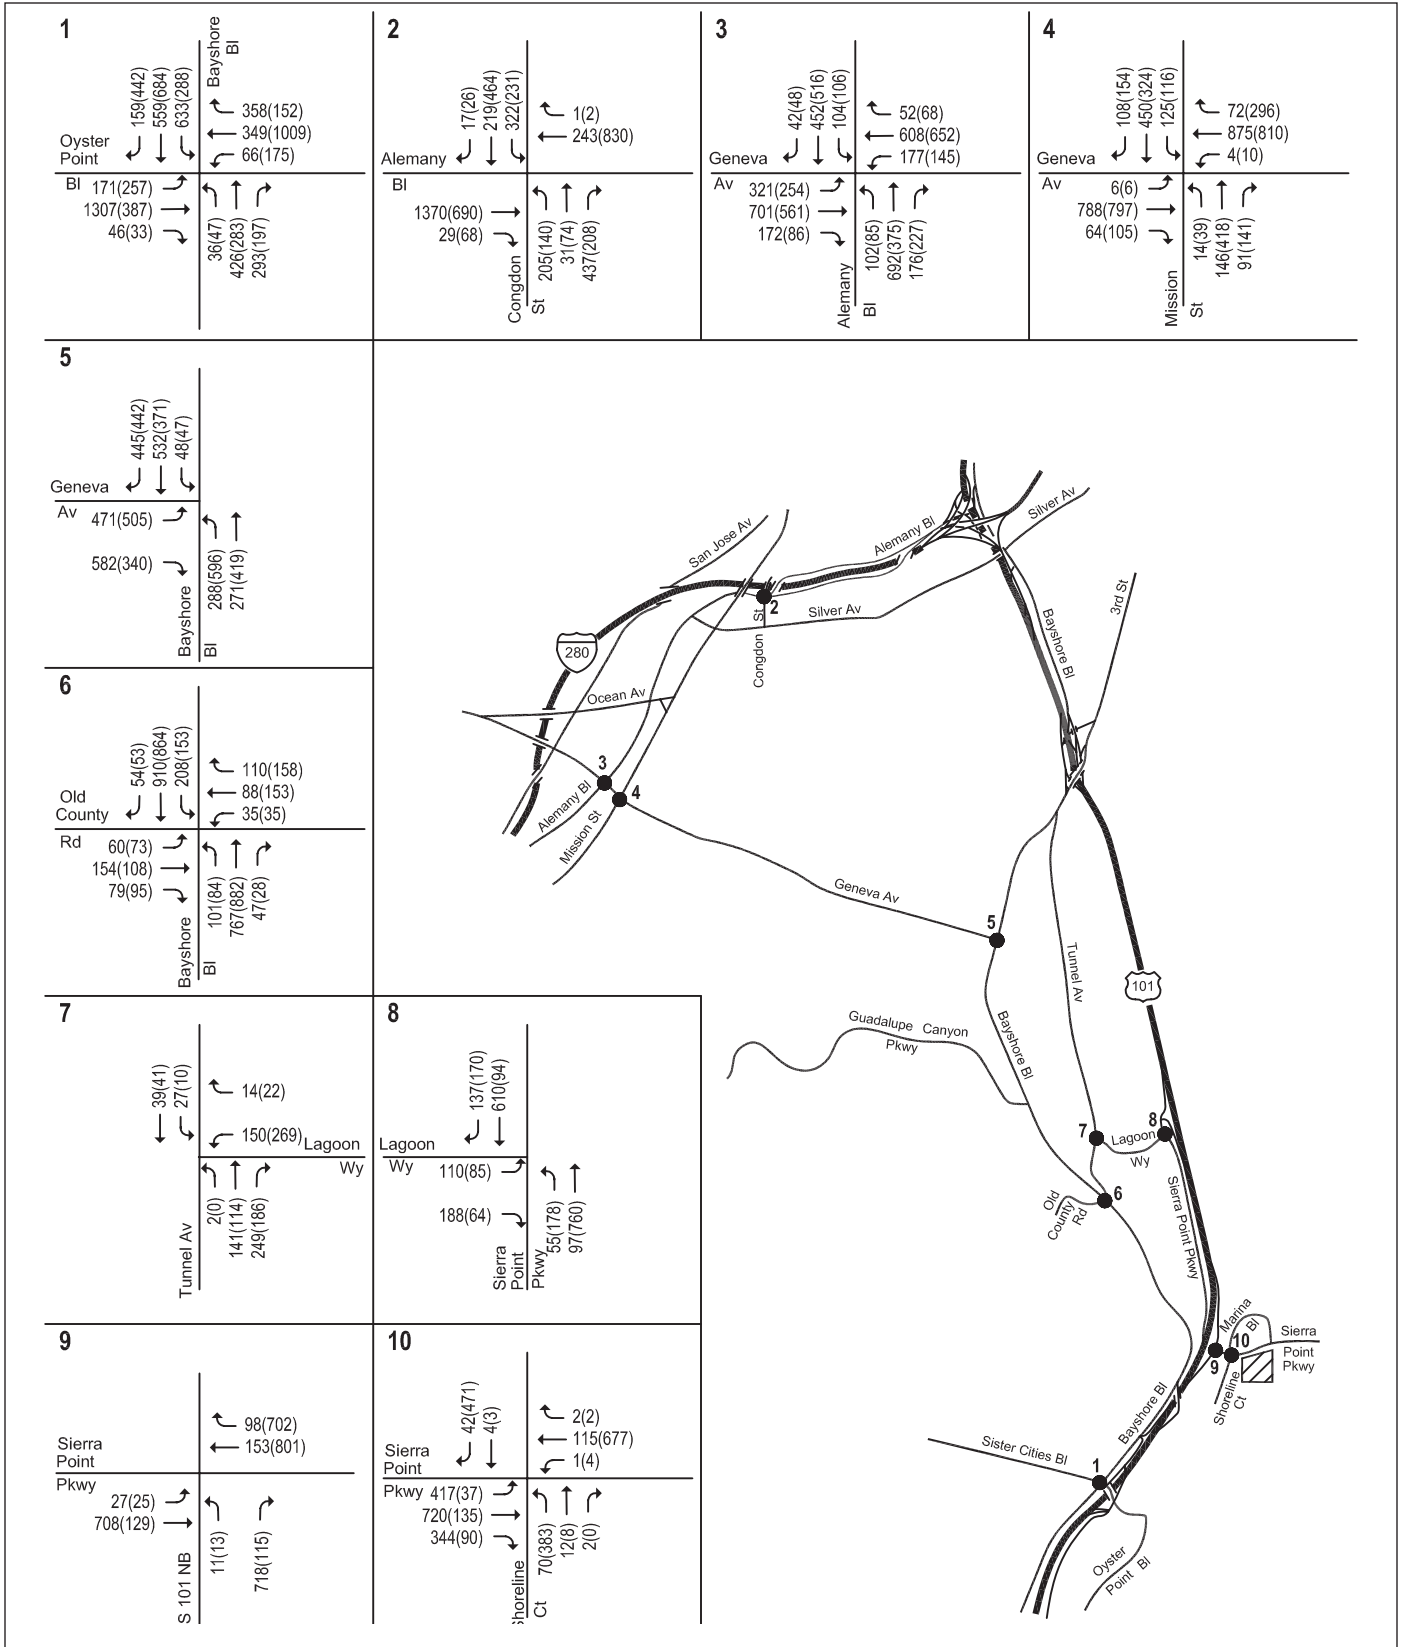 1
Bayshore
Bl
159(442)
559(684)
633(288)
358(152)
349(1009)
66(175)
Oyster
Point
Bl
171(257)
1307(387)
46(33)
36(47)
426(283)
293(197)
2
17(26)
219(464)
322(231)
1(2)
243(830)
Alemany
Bl
1370(690)
29(68)
Congdon
St
205(140)
31(74)
437(208)
3
42(48)
452(516)
104(106)
52(68)
608(652)
177(145)
Geneva
Av
321(254)
701(561)
172(86)
Alemany
Bl
102(85)
692(375)
176(227)
4
108(154)
450(324)
125(116)
72(296)
875(810)
4(10)
Geneva
Av
6(6)
788(797)
64(105)
Mission
St
14(39)
146(418)
91(141)
5
445(442)
532(371)
48(47)
Geneva
Av
471(505)
582(340)
Bayshore
Bl
288(596)
271(419)
6
54(53)
910(864)
208(153)
110(158)
88(153)
35(35)
Old
County
Rd
60(73)
154(108)
79(95)
Bayshore
Bl
101(84)
767(882)
47(28)
7
39(41)
27(10)
14(22)
150(269)
Lagoon
Wy
Tunnel Av
2(0)
141(114)
249(186)
8
137(170)
610(94)
Lagoon
Wy
110(85)
188(64)
Sierra
Point
Pkwy
55(178)
97(760)
9
98(702)
153(801)
Sierra
Point
Pkwy
27(25)
708(129)
S 101 NB
11(13)
718(115)
10
42(471)
4(3)
2(2)
115(677)
1(4)
Sierra
Point
Pkwy
417(37)
720(135)
344(90)
Shoreline
Ct
70(383)
12(8)
2(0)
San Jose Av
Alemany Bl
Silver Av
2
Silver Av
Congdon St
Bayshore Bl
3rd St
280
Ocean Av
3
4
Alemany Bl
Mission St
Geneva Av
5
Tunnel Av
101
Guadalupe Canyon
Pkwy
Bayshore Bl
7
Lagoon
Wy
8
6
Old
County
Rd
Sierra Point Pkwy
Marina
Bl
9
10
Sierra
Point
Pkwy
Shoreline
Ct
Bayshore Bl
Sister Cities Bl
1
Oyster
Point Bl